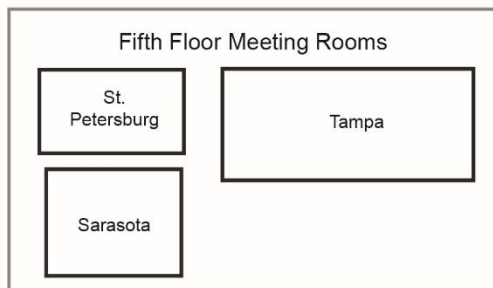 Fifth Floor Meeting Rooms
St.
Petersburg
Tampa
Sarasota